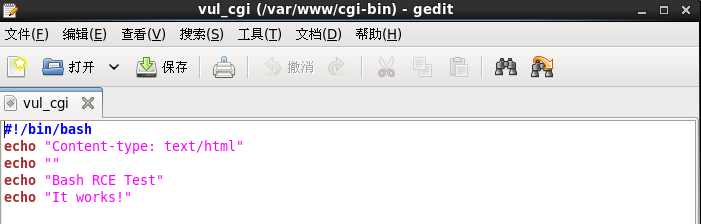 vul_cgi (/var/www/cgi-bin) - gedit
文件(F) 编辑(E) 查看(V) 搜索(S) 工具(T) 文档(D) 帮助(H)
打开 保存 撤消
vul_cgi
#!/bin/bash
echo "Content-type: text/html"
echo ""
echo "Bash RCE Test"
echo "It works!"